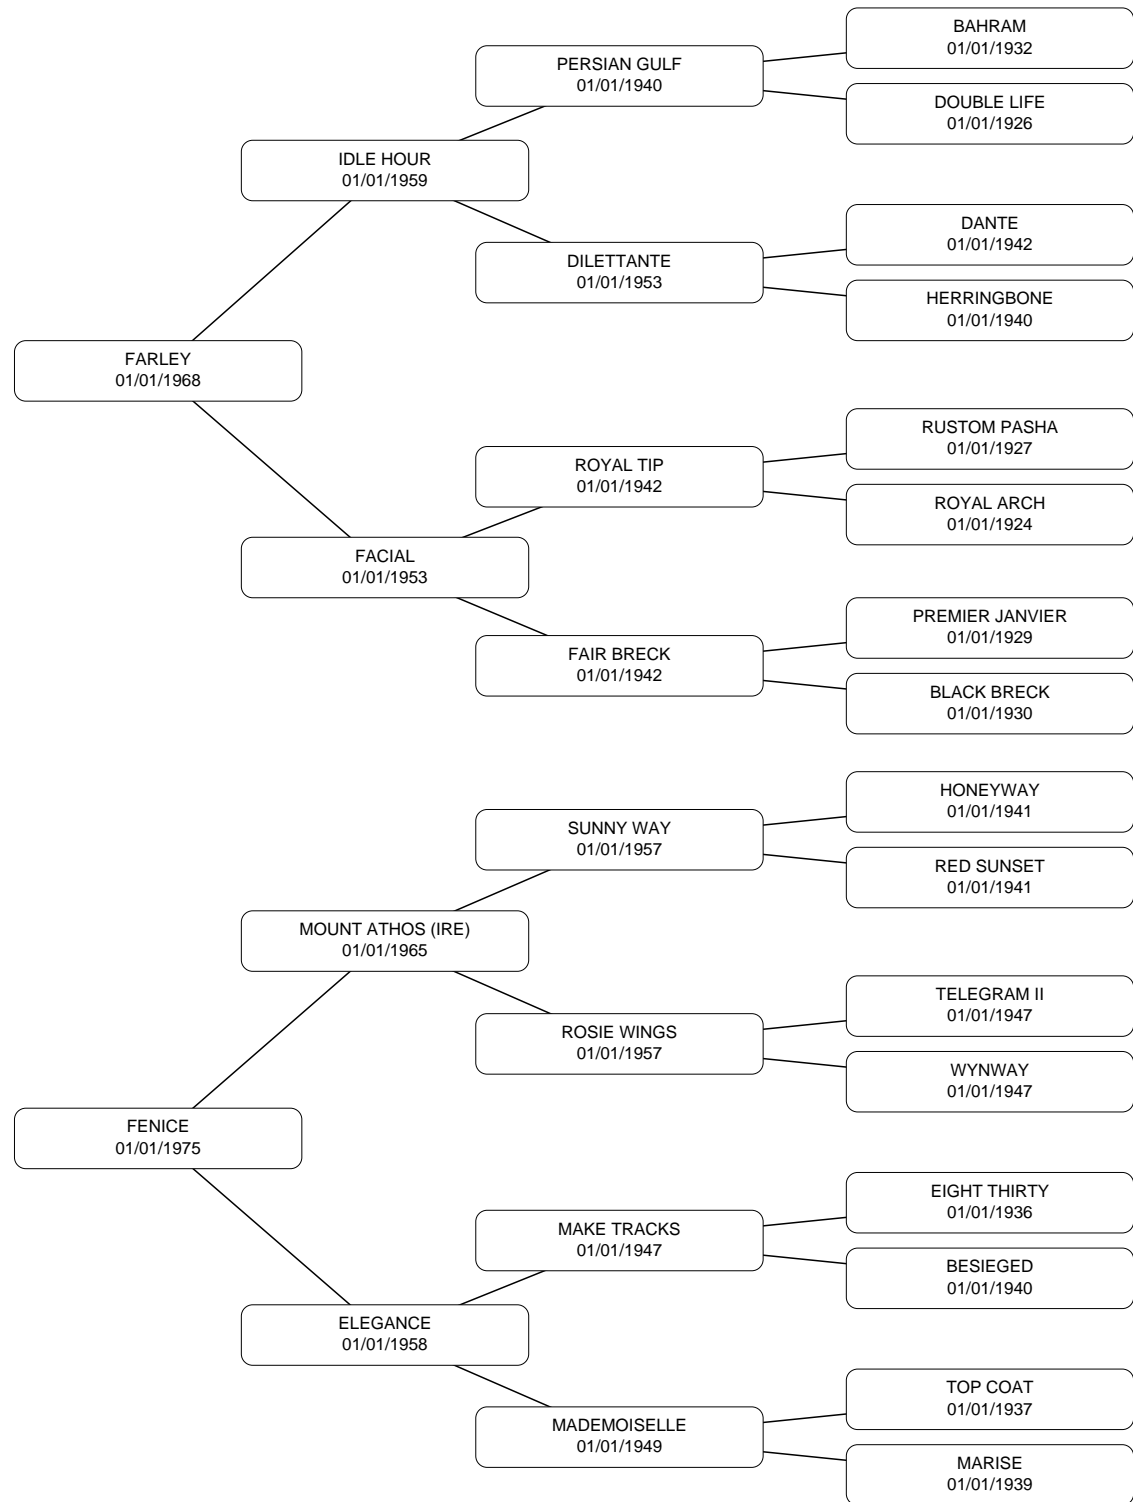 BAHRAM
01/01/1932
PERSIAN GULF
01/01/1940
DOUBLE LIFE
01/01/1926
IDLE HOUR
01/01/1959
DANTE
01/01/1942
DILETTANTE
01/01/1953
HERRINGBONE
01/01/1940
FARLEY
01/01/1968
RUSTOM PASHA
01/01/1927
ROYAL TIP
01/01/1942
ROYAL ARCH
01/01/1924
FACIAL
01/01/1953
PREMIER JANVIER
01/01/1929
FAIR BRECK
01/01/1942
BLACK BRECK
01/01/1930
HONEYWAY
01/01/1941
SUNNY WAY
01/01/1957
RED SUNSET
01/01/1941
MOUNT ATHOS (IRE)
01/01/1965
TELEGRAM II
01/01/1947
ROSIE WINGS
01/01/1957
WYNWAY
01/01/1947
FENICE
01/01/1975
EIGHT THIRTY
01/01/1936
MAKE TRACKS
01/01/1947
BESIEGED
01/01/1940
ELEGANCE
01/01/1958
TOP COAT
01/01/1937
MADEMOISELLE
01/01/1949
MARISE
01/01/1939